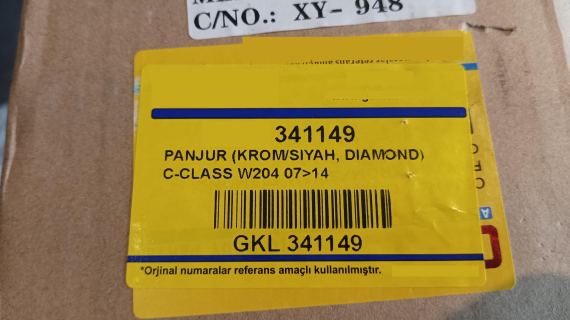 C/NO.: XY- 948
341149
PANJUR (KROM/SIYAH, DIAMOND)
C-CLASS W204 07>14
GKL 341149
*Orjinal numaralar referans amaçlı kullanılmıştır.